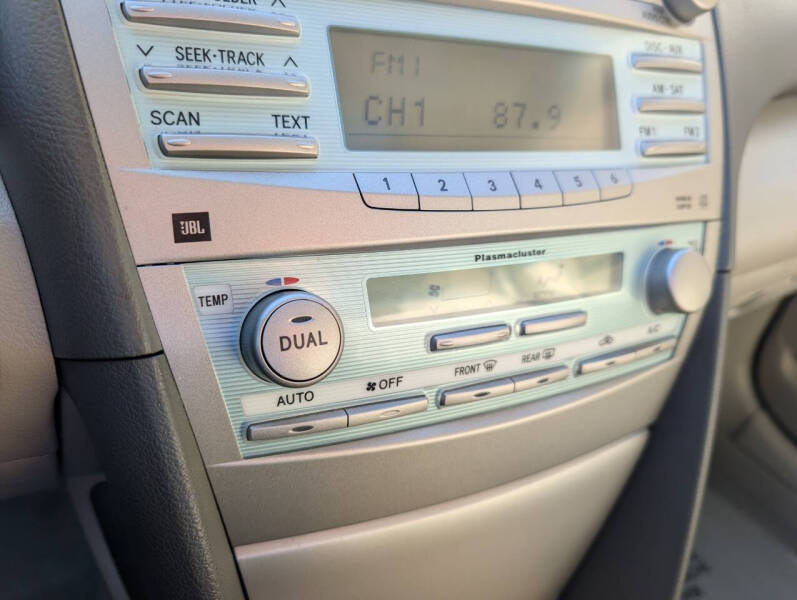 SEEK·TRACK
SCAN TEXT
FM1
CH1 87.9
DISC·AUX
AM·SAT
FM1 FM2
1 2 3 4 5 6
JBL
Plasmacluster
TEMP
DUAL
AUTO OFF
FRONT REAR A/C